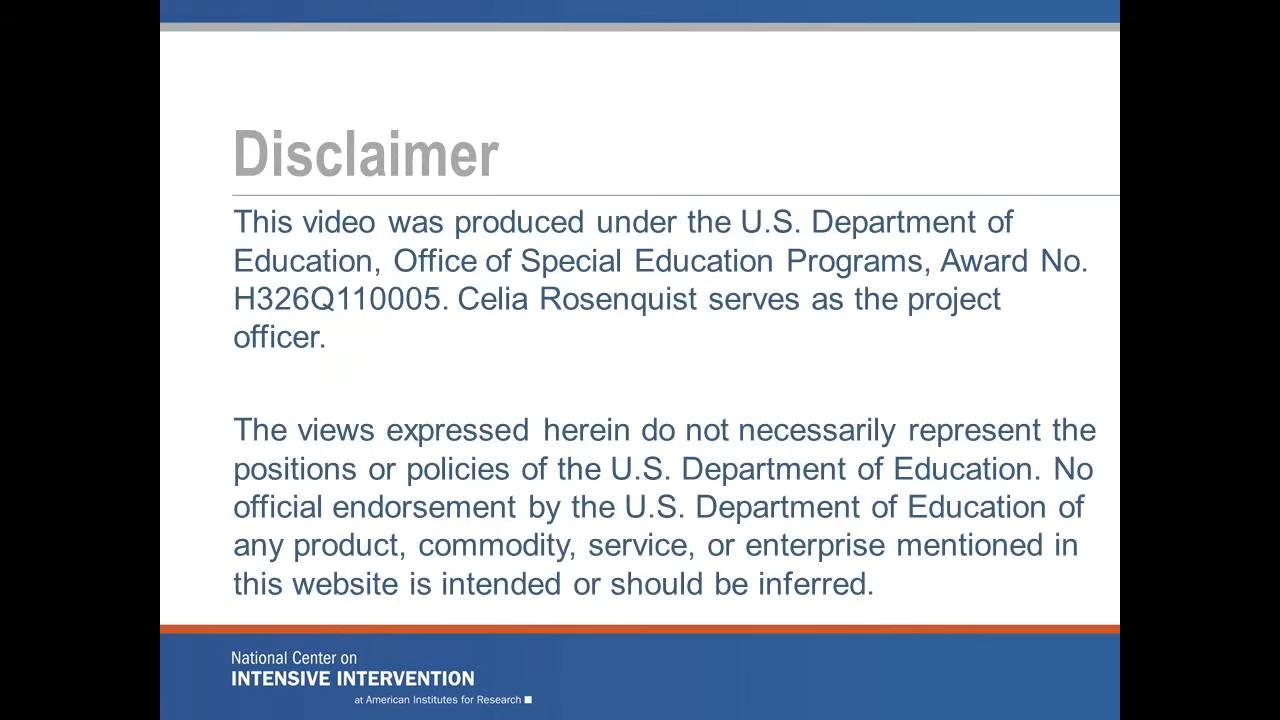 Disclaimer
This video was produced under the U.S. Department of
Education, Office of Special Education Programs, Award No.
H326Q110005. Celia Rosenquist serves as the project
officer.
The views expressed herein do not necessarily represent the
positions or policies of the U.S. Department of Education. No
official endorsement by the U.S. Department of Education of
any product, commodity, service, or enterprise mentioned in
this website is intended or should be inferred.
National Center on
INTENSIVE INTERVENTION
at American Institutes for Research